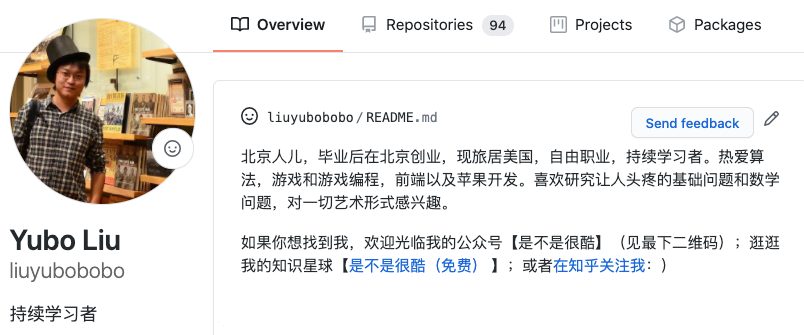 Overview
Repositories 94
Projects
Packages
liuyubobobo/README.md
Send feedback
北京人儿，毕业后在北京创业，现旅居美国，自由职业，持续学习者。热爱算
法，游戏和游戏编程，前端以及苹果开发。喜欢研究让人头疼的基础问题和数学
问题，对一切艺术形式感兴趣。
如果你想找到我，欢迎光临我的公众号【是不是很酷】（见最下二维码）；逛逛
我的知识星球【是不是很酷（免费） 】；或者在知乎关注我：）
Yubo Liu
liuyubobobo
持续学习者